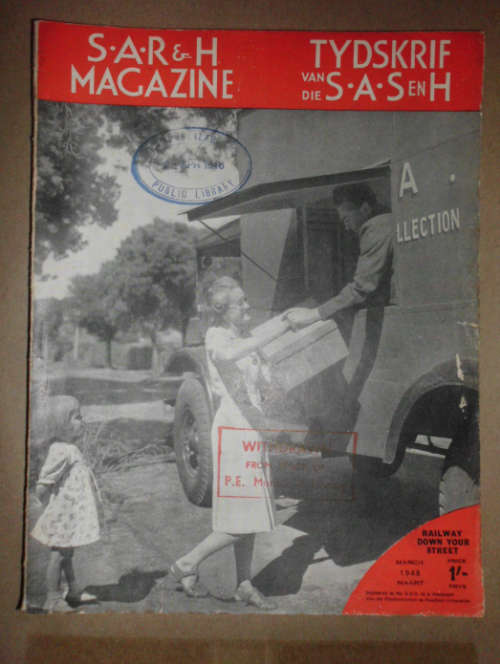 S·A·R & H
MAGAZINE
TYDSKRIF
VAN DIE S·A·S EN H
PUBLIC LIBRARY
A .
LLECTION
WITHDRAWN
FROM
P.E. M
RAILWAY
DOWN YOUR
STREET
MARCH
1948
MAART
PRICE
1/-
PRYS